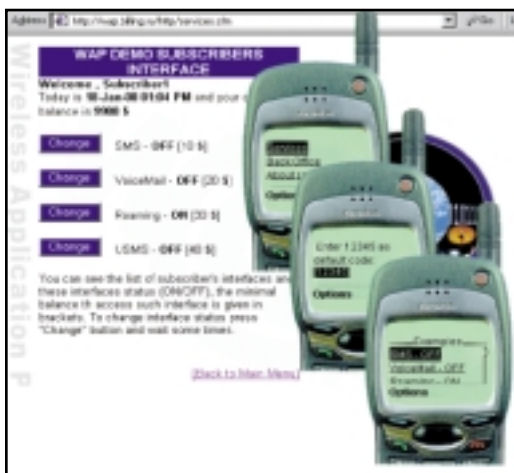 Address http://wap.billing.ru/http/services.cfm
Go
Wireless Application P
WAP DEMO SUBSCRIBERS
INTERFACE
Welcome , Subscriber1
Today is 18-Jan-00 01:04 PM and your
balance is 9900 $
Change SMS - OFF (10 $)
Change VoiceMail - OFF (20 $)
Change Roaming - ON (30 $)
Change USMS - OFF (40 $)
You can see the list of subscriber's interfaces and
these interfaces status (ON/OFF), the minimal
balance th access such interface is given in
brackets. To change interface status press
"Change" button and wait some times.
[Back to Main Menu]
Services
Back Office
About
Options
Enter 12345 as
default code:
12345
Options
Examples
SMS - OFF
VoiceMail - OFF
Roaming - ON
Options